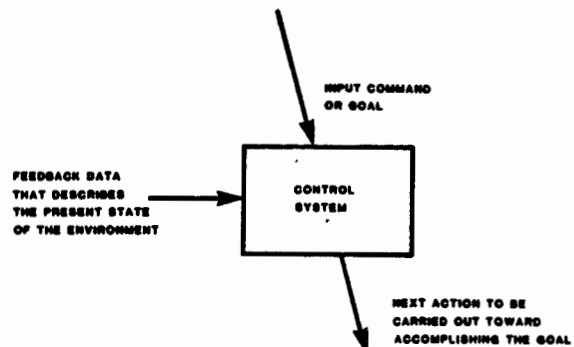 INPUT COMMAND
OR GOAL
FEEDBACK DATA
THAT DESCRIBES
THE PRESENT STATE
OF THE ENVIRONMENT
CONTROL
SYSTEM
NEXT ACTION TO BE
CARRIED OUT TOWARD
ACCOMPLISHING THE GOAL